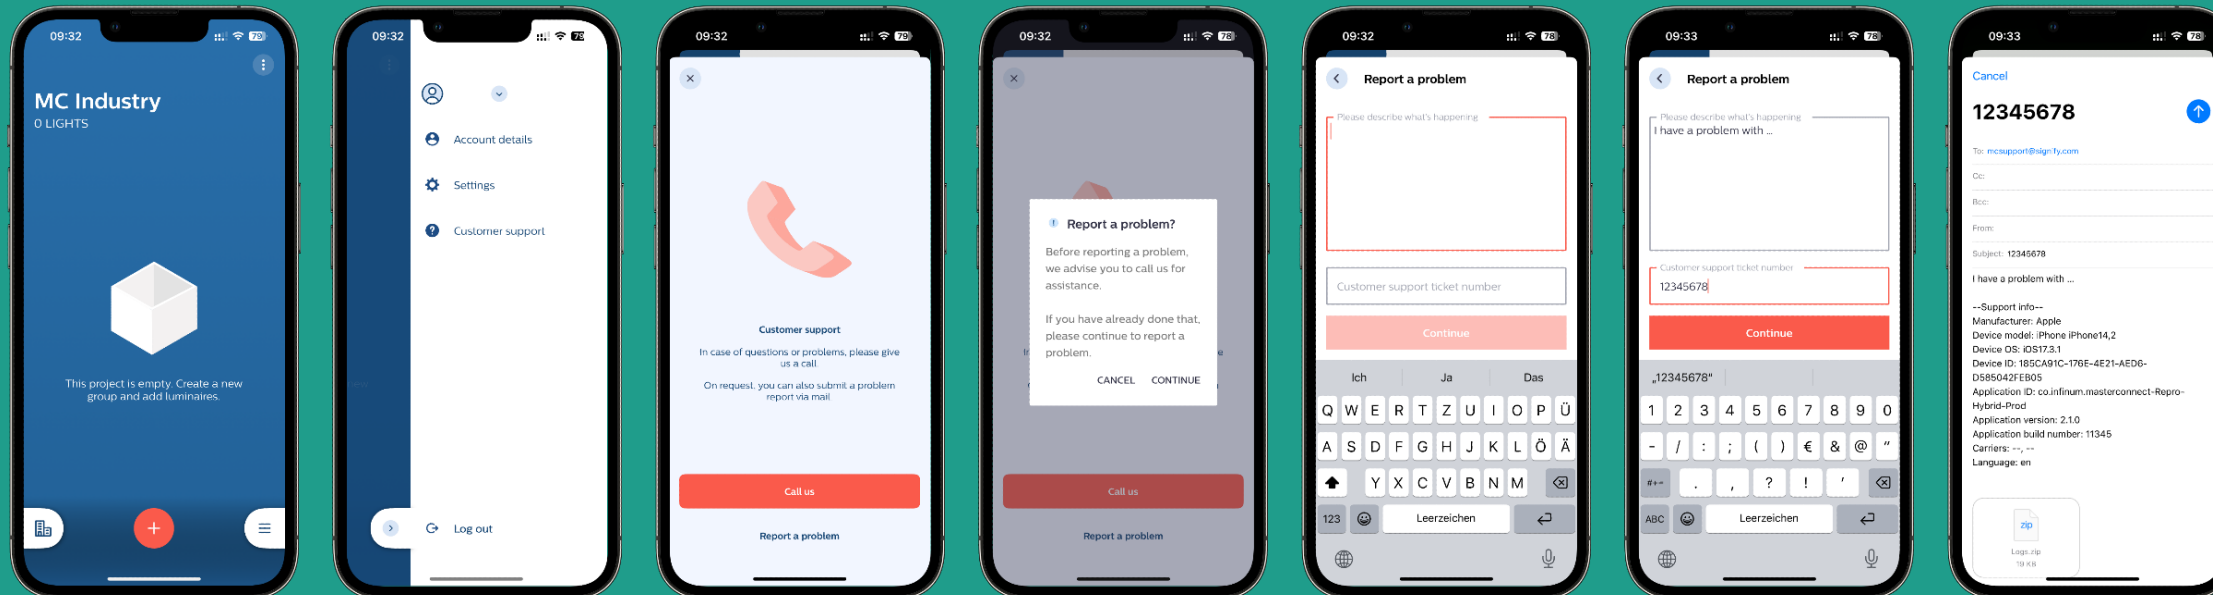 09:32
79
MC Industry
0 LIGHTS
This project is empty. Create a new
group and add luminaires.
09:32
79
Account details
Settings
Customer support
Log out
09:32
79
Customer support
In case of questions or problems, please give
us a call.
On request, you can also submit a problem
report via mail
Call us
Report a problem
09:32
78
Report a problem?
Before reporting a problem,
we advise you to call us for
assistance.
If you have already done that,
please continue to report a
problem.
CANCEL CONTINUE
Call us
Report a problem
09:32
78
Report a problem
Please describe what's happening
Customer support ticket number
Continue
Ich Ja Das
Q W E R T Z U I O P Ü
A S D F G H J K L Ö Ä
Y X C V B N M
123 Leerzeichen
09:33
78
Report a problem
Please describe what's happening
I have a problem with ...
Customer support ticket number
12345678
Continue
„12345678“
1 2 3 4 5 6 7 8 9 0
- / : ; ( ) € & @ "
#+= . , ? ! '
ABC Leerzeichen
09:33
78
Cancel
12345678
To: mcsupport@signify.com
Cc:
Bcc:
From:
Subject: 12345678
I have a problem with ...
--Support info--
Manufacturer: Apple
Device model: iPhone iPhone14,2
Device OS: iOS17.3.1
Device ID: 185CA91C-176E-4E21-AED6-
D585042FEB05
Application ID: co.infinum.masterconnect-Repro-
Hybrid-Prod
Application version: 2.1.0
Application build number: 11345
Carriers: --, --
Language: en
zip
Logs.zip
19 KB